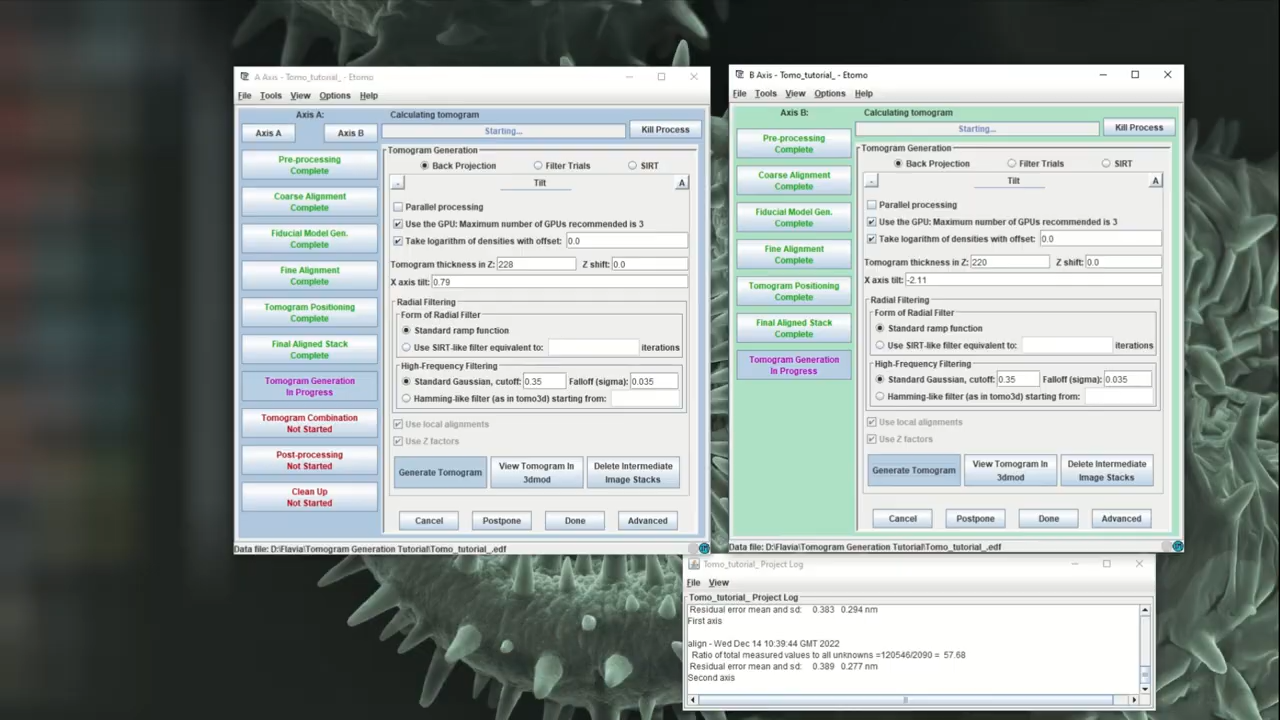 A Axis - Tomo_tutorial_ - Etomo
File Tools View Options Help
Axis A:
Calculating tomogram
Axis A
Axis B
Starting...
Kill Process
Pre-processing
Complete
Coarse Alignment
Complete
Fiducial Model Gen.
Complete
Fine Alignment
Complete
Tomogram Positioning
Complete
Final Aligned Stack
Complete
Tomogram Generation
In Progress
Tomogram Combination
Not Started
Post-processing
Not Started
Clean Up
Not Started
Tomogram Generation
Back Projection Filter Trials SIRT
- Tilt A
Parallel processing
Use the GPU: Maximum number of GPUs recommended is 3
Take logarithm of densities with offset: 0.0
Tomogram thickness in Z: 228 Z shift: 0.0
X axis tilt: 0.79
Radial Filtering
Form of Radial Filter
Standard ramp function
Use SIRT-like filter equivalent to: iterations
High-Frequency Filtering
Standard Gaussian, cutoff: 0.35 Falloff (sigma): 0.035
Hamming-like filter (as in tomo3d) starting from:
Use local alignments
Use Z factors
Generate Tomogram
View Tomogram In
3dmod
Delete Intermediate
Image Stacks
Cancel Postpone Done Advanced
Data file: D:\Flavia\Tomogram Generation Tutorial\Tomo_tutorial_.edf
B Axis - Tomo_tutorial_ - Etomo
File Tools View Options Help
Axis B:
Calculating tomogram
Starting...
Kill Process
Pre-processing
Complete
Coarse Alignment
Complete
Fiducial Model Gen.
Complete
Fine Alignment
Complete
Tomogram Positioning
Complete
Final Aligned Stack
Complete
Tomogram Generation
In Progress
Tomogram Generation
Back Projection Filter Trials SIRT
- Tilt A
Parallel processing
Use the GPU: Maximum number of GPUs recommended is 3
Take logarithm of densities with offset: 0.0
Tomogram thickness in Z: 220 Z shift: 0.0
X axis tilt: -2.11
Radial Filtering
Form of Radial Filter
Standard ramp function
Use SIRT-like filter equivalent to: iterations
High-Frequency Filtering
Standard Gaussian, cutoff: 0.35 Falloff (sigma): 0.035
Hamming-like filter (as in tomo3d) starting from:
Use local alignments
Use Z factors
Generate Tomogram
View Tomogram In
3dmod
Delete Intermediate
Image Stacks
Cancel Postpone Done Advanced
Data file: D:\Flavia\Tomogram Generation Tutorial\Tomo_tutorial_.edf
Tomo_tutorial_ Project Log
File View
Tomo_tutorial_ Project Log
Residual error mean and sd: 0.383 0.294 nm
First axis
align - Wed Dec 14 10:39:44 GMT 2022
Ratio of total measured values to all unknowns =120546/2090 = 57.68
Residual error mean and sd: 0.389 0.277 nm
Second axis